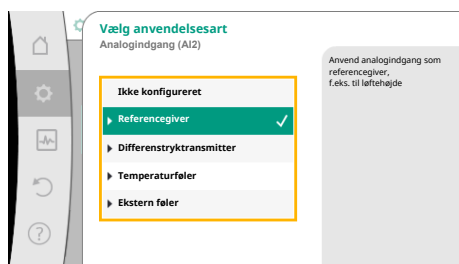 Vælg anvendelsesart
Analogindgang (AI2)
Ikke konfigureret
Referencegiver
Differenstryktransmitter
Temperaturføler
Ekstern føler
Anvend analogindgang som
referencegiver,
f.eks. til løftehøjde